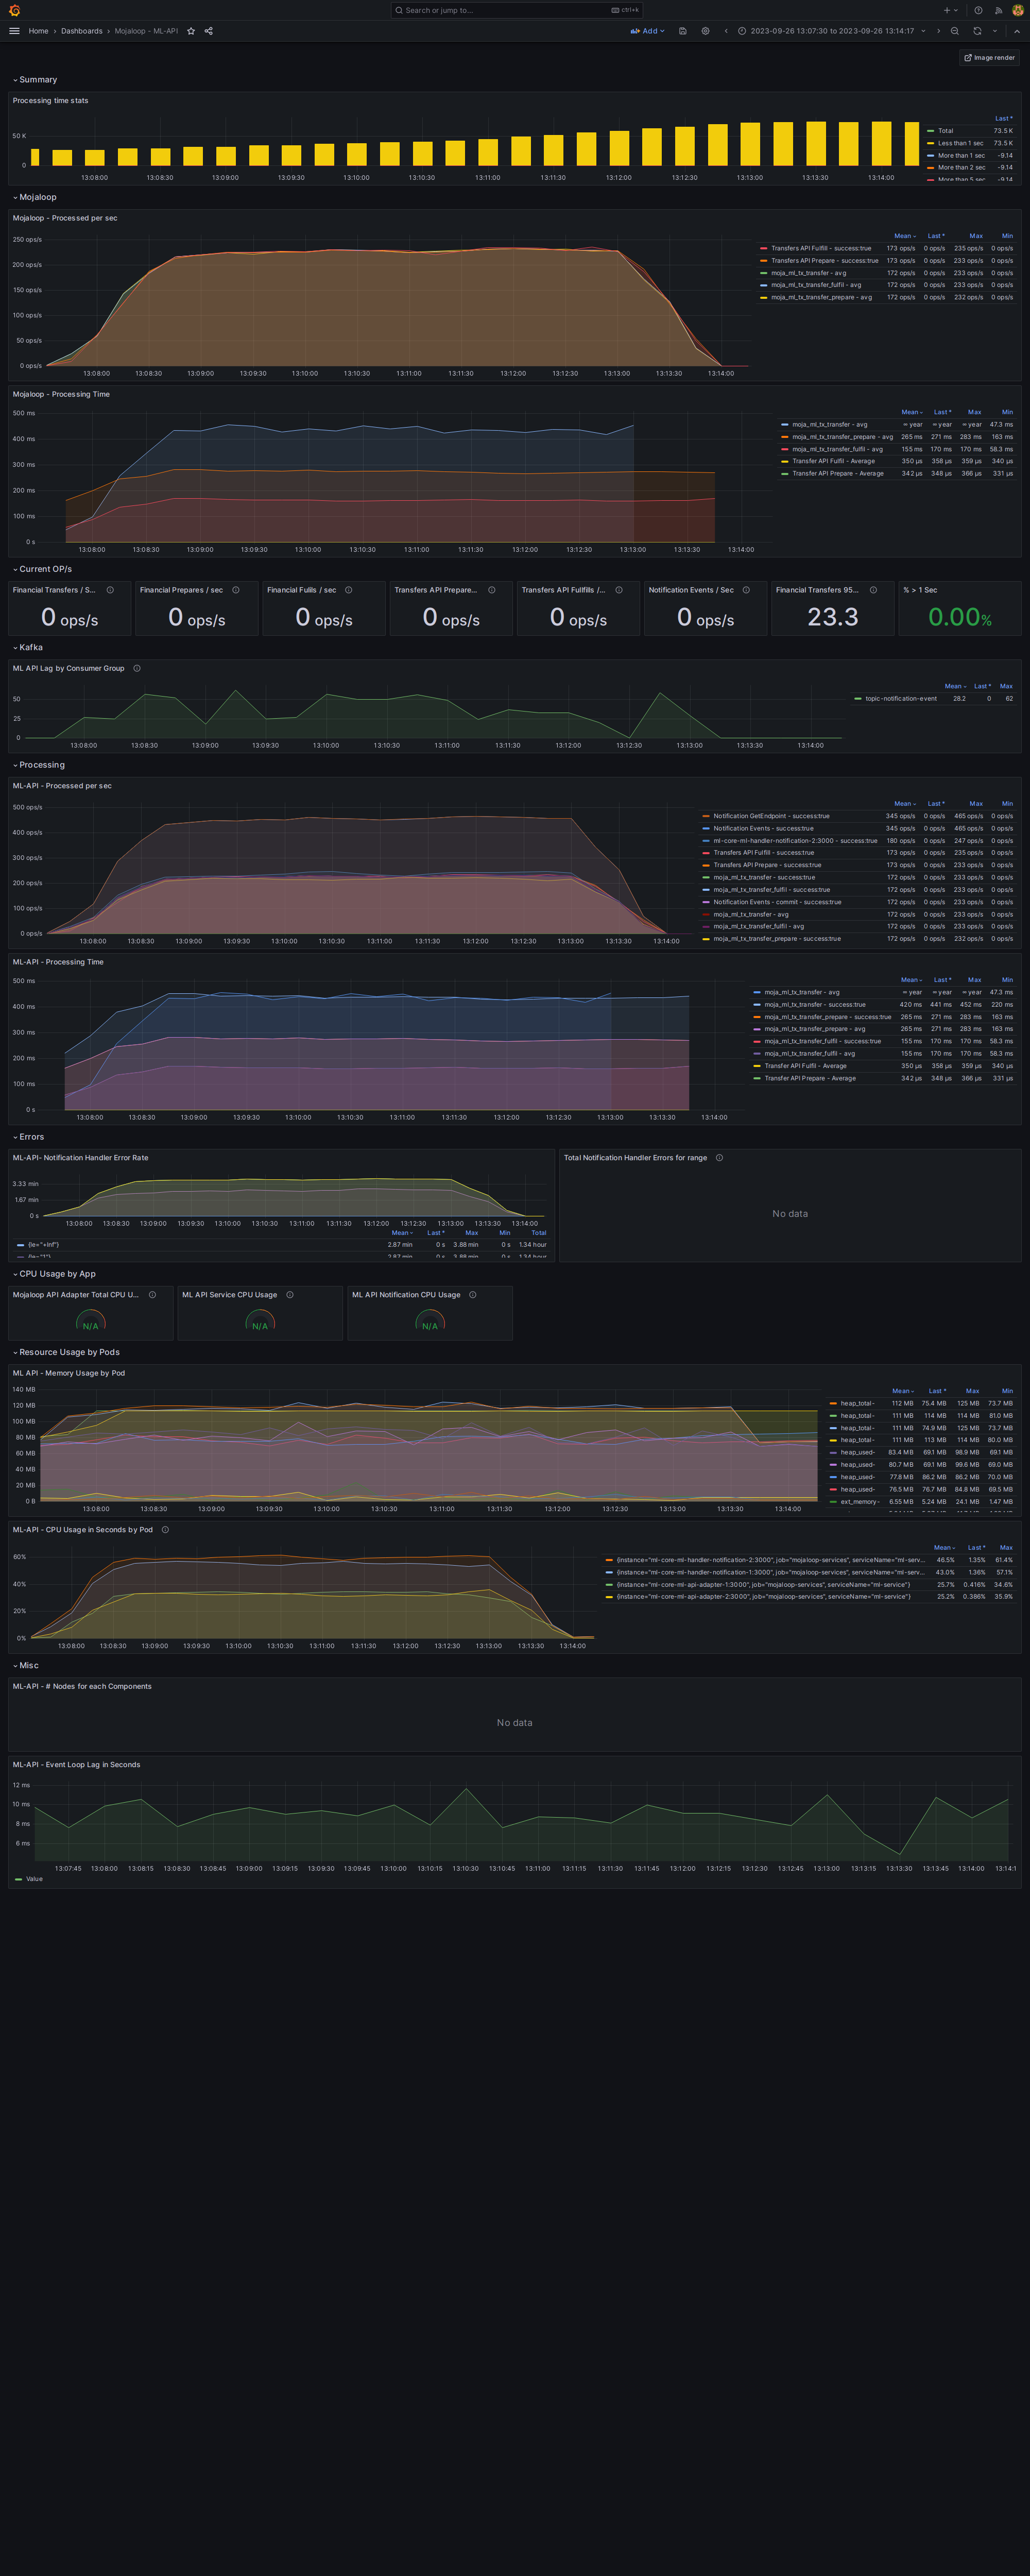 Search or jump to...
ctrl+k
Home › Dashboards › Mojaloop - ML-API
Add
2023-09-26 13:07:30 to 2023-09-26 13:14:17
Image render
Summary
Processing time stats
50 K
0
13:08:00 13:08:30 13:09:00 13:09:30 13:10:00 13:10:30 13:11:00 13:11:30 13:12:00 13:12:30 13:13:00 13:13:30 13:14:00
Last *
Total 73.5 K
Less than 1 sec 73.5 K
More than 1 sec -9.14
More than 2 sec -9.14
More than 5 sec -9.14
Mojaloop
Mojaloop - Processed per sec
250 ops/s
200 ops/s
150 ops/s
100 ops/s
50 ops/s
0 ops/s
13:08:00 13:08:30 13:09:00 13:09:30 13:10:00 13:10:30 13:11:00 13:11:30 13:12:00 13:12:30 13:13:00 13:13:30 13:14:00
Mean Last * Max Min
Transfers API Fulfill - success:true 173 ops/s 0 ops/s 235 ops/s 0 ops/s
Transfers API Prepare - success:true 173 ops/s 0 ops/s 233 ops/s 0 ops/s
moja_ml_tx_transfer - avg 172 ops/s 0 ops/s 233 ops/s 0 ops/s
moja_ml_tx_transfer_fulfil - avg 172 ops/s 0 ops/s 233 ops/s 0 ops/s
moja_ml_tx_transfer_prepare - avg 172 ops/s 0 ops/s 232 ops/s 0 ops/s
Mojaloop - Processing Time
500 ms
400 ms
300 ms
200 ms
100 ms
0 s
13:08:00 13:08:30 13:09:00 13:09:30 13:10:00 13:10:30 13:11:00 13:11:30 13:12:00 13:12:30 13:13:00 13:13:30 13:14:00
Mean Last * Max Min
moja_ml_tx_transfer - avg ∞ year ∞ year ∞ year 47.3 ms
moja_ml_tx_transfer_prepare - avg 265 ms 271 ms 283 ms 163 ms
moja_ml_tx_transfer_fulfil - avg 155 ms 170 ms 170 ms 58.3 ms
Transfer API Fulfil - Average 350 µs 358 µs 359 µs 340 µs
Transfer API Prepare - Average 342 µs 348 µs 366 µs 331 µs
Current OP/s
Financial Transfers / S...
0 ops/s
Financial Prepares / sec
0 ops/s
Financial Fulils / sec
0 ops/s
Transfers API Prepare...
0 ops/s
Transfers API Fullfills /...
0 ops/s
Notification Events / Sec
0 ops/s
Financial Transfers 95...
23.3
% > 1 Sec
0.00%
Kafka
ML API Lag by Consumer Group
50
25
0
13:08:00 13:08:30 13:09:00 13:09:30 13:10:00 13:10:30 13:11:00 13:11:30 13:12:00 13:12:30 13:13:00 13:13:30 13:14:00
Mean Last * Max
topic-notification-event 28.2 0 62
Processing
ML-API - Processed per sec
500 ops/s
400 ops/s
300 ops/s
200 ops/s
100 ops/s
0 ops/s
13:08:00 13:08:30 13:09:00 13:09:30 13:10:00 13:10:30 13:11:00 13:11:30 13:12:00 13:12:30 13:13:00 13:13:30 13:14:00
Mean Last * Max Min
Notification GetEndpoint - success:true 345 ops/s 0 ops/s 465 ops/s 0 ops/s
Notification Events - success:true 345 ops/s 0 ops/s 465 ops/s 0 ops/s
ml-core-ml-handler-notification-2:3000 - success:true 180 ops/s 0 ops/s 247 ops/s 0 ops/s
Transfers API Fulfill - success:true 173 ops/s 0 ops/s 235 ops/s 0 ops/s
Transfers API Prepare - success:true 173 ops/s 0 ops/s 233 ops/s 0 ops/s
moja_ml_tx_transfer - success:true 172 ops/s 0 ops/s 233 ops/s 0 ops/s
moja_ml_tx_transfer_fulfil - success:true 172 ops/s 0 ops/s 233 ops/s 0 ops/s
Notification Events - commit - success:true 172 ops/s 0 ops/s 233 ops/s 0 ops/s
moja_ml_tx_transfer - avg 172 ops/s 0 ops/s 233 ops/s 0 ops/s
moja_ml_tx_transfer_fulfil - avg 172 ops/s 0 ops/s 233 ops/s 0 ops/s
moja_ml_tx_transfer_prepare - success:true 172 ops/s 0 ops/s 232 ops/s 0 ops/s
ML-API - Processing Time
500 ms
400 ms
300 ms
200 ms
100 ms
0 s
13:08:00 13:08:30 13:09:00 13:09:30 13:10:00 13:10:30 13:11:00 13:11:30 13:12:00 13:12:30 13:13:00 13:13:30 13:14:00
Mean Last * Max Min
moja_ml_tx_transfer - avg ∞ year ∞ year ∞ year 47.3 ms
moja_ml_tx_transfer - success:true 420 ms 441 ms 452 ms 220 ms
moja_ml_tx_transfer_prepare - success:true 265 ms 271 ms 283 ms 163 ms
moja_ml_tx_transfer_prepare - avg 265 ms 271 ms 283 ms 163 ms
moja_ml_tx_transfer_fulfil - success:true 155 ms 170 ms 170 ms 58.3 ms
moja_ml_tx_transfer_fulfil - avg 155 ms 170 ms 170 ms 58.3 ms
Transfer API Fulfil - Average 350 µs 358 µs 359 µs 340 µs
Transfer API Prepare - Average 342 µs 348 µs 366 µs 331 µs
Errors
ML-API- Notification Handler Error Rate
3.33 min
1.67 min
0 s
13:08:00 13:08:30 13:09:00 13:09:30 13:10:00 13:10:30 13:11:00 13:11:30 13:12:00 13:12:30 13:13:00 13:13:30 13:14:00
Mean Last * Max Min Total
{le="+Inf"} 2.87 min 0 s 3.88 min 0 s 1.34 hour
{le="1"} 2.87 min 0 s 3.88 min 0 s 1.34 hour
Total Notification Handler Errors for range
No data
CPU Usage by App
Mojaloop API Adapter Total CPU U...
N/A
ML API Service CPU Usage
N/A
ML API Notification CPU Usage
N/A
Resource Usage by Pods
ML API - Memory Usage by Pod
140 MB
120 MB
100 MB
80 MB
60 MB
40 MB
20 MB
0 B
13:08:00 13:08:30 13:09:00 13:09:30 13:10:00 13:10:30 13:11:00 13:11:30 13:12:00 13:12:30 13:13:00 13:13:30 13:14:00
Mean Last * Max Min
heap_total- 112 MB 75.4 MB 125 MB 73.7 MB
heap_total- 111 MB 114 MB 114 MB 81.0 MB
heap_total- 111 MB 74.9 MB 125 MB 73.7 MB
heap_total- 111 MB 113 MB 114 MB 80.0 MB
heap_used- 83.4 MB 69.1 MB 98.9 MB 69.1 MB
heap_used- 80.7 MB 69.1 MB 99.6 MB 69.0 MB
heap_used- 77.8 MB 86.2 MB 86.2 MB 70.0 MB
heap_used- 76.5 MB 76.7 MB 84.8 MB 69.5 MB
ext_memory- 6.55 MB 5.24 MB 24.1 MB 1.47 MB
ML-API - CPU Usage in Seconds by Pod
60%
40%
20%
0%
13:08:00 13:08:30 13:09:00 13:09:30 13:10:00 13:10:30 13:11:00 13:11:30 13:12:00 13:12:30 13:13:00 13:13:30 13:14:00
Mean Last * Max
{instance="ml-core-ml-handler-notification-2:3000", job="mojaloop-services", serviceName="ml-serv... 46.5% 1.35% 61.4%
{instance="ml-core-ml-handler-notification-1:3000", job="mojaloop-services", serviceName="ml-serv... 43.0% 1.36% 57.1%
{instance="ml-core-ml-api-adapter-1:3000", job="mojaloop-services", serviceName="ml-service"} 25.7% 0.416% 34.6%
{instance="ml-core-ml-api-adapter-2:3000", job="mojaloop-services", serviceName="ml-service"} 25.2% 0.386% 35.9%
Misc
ML-API - # Nodes for each Components
No data
ML-API - Event Loop Lag in Seconds
12 ms
10 ms
8 ms
6 ms
13:07:45 13:08:00 13:08:15 13:08:30 13:08:45 13:09:00 13:09:15 13:09:30 13:09:45 13:10:00 13:10:15 13:10:30 13:10:45 13:11:00 13:11:15 13:11:30 13:11:45 13:12:00 13:12:15 13:12:30 13:12:45 13:13:00 13:13:15 13:13:30 13:13:45 13:14:00 13:14:1
Value